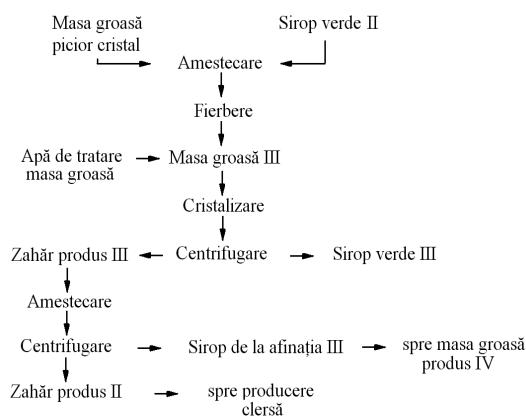 Masa groasă
picior cristal
Sirop verde II
Amestecare
Fierbere
Apă de tratare
masa groasă
Masa groasă III
Cristalizare
Zahăr produs III
Centrifugare
Sirop verde III
Amestecare
Centrifugare
Sirop de la afinația III
spre masa groasă
produs IV
Zahăr produs II
spre producere
clersă